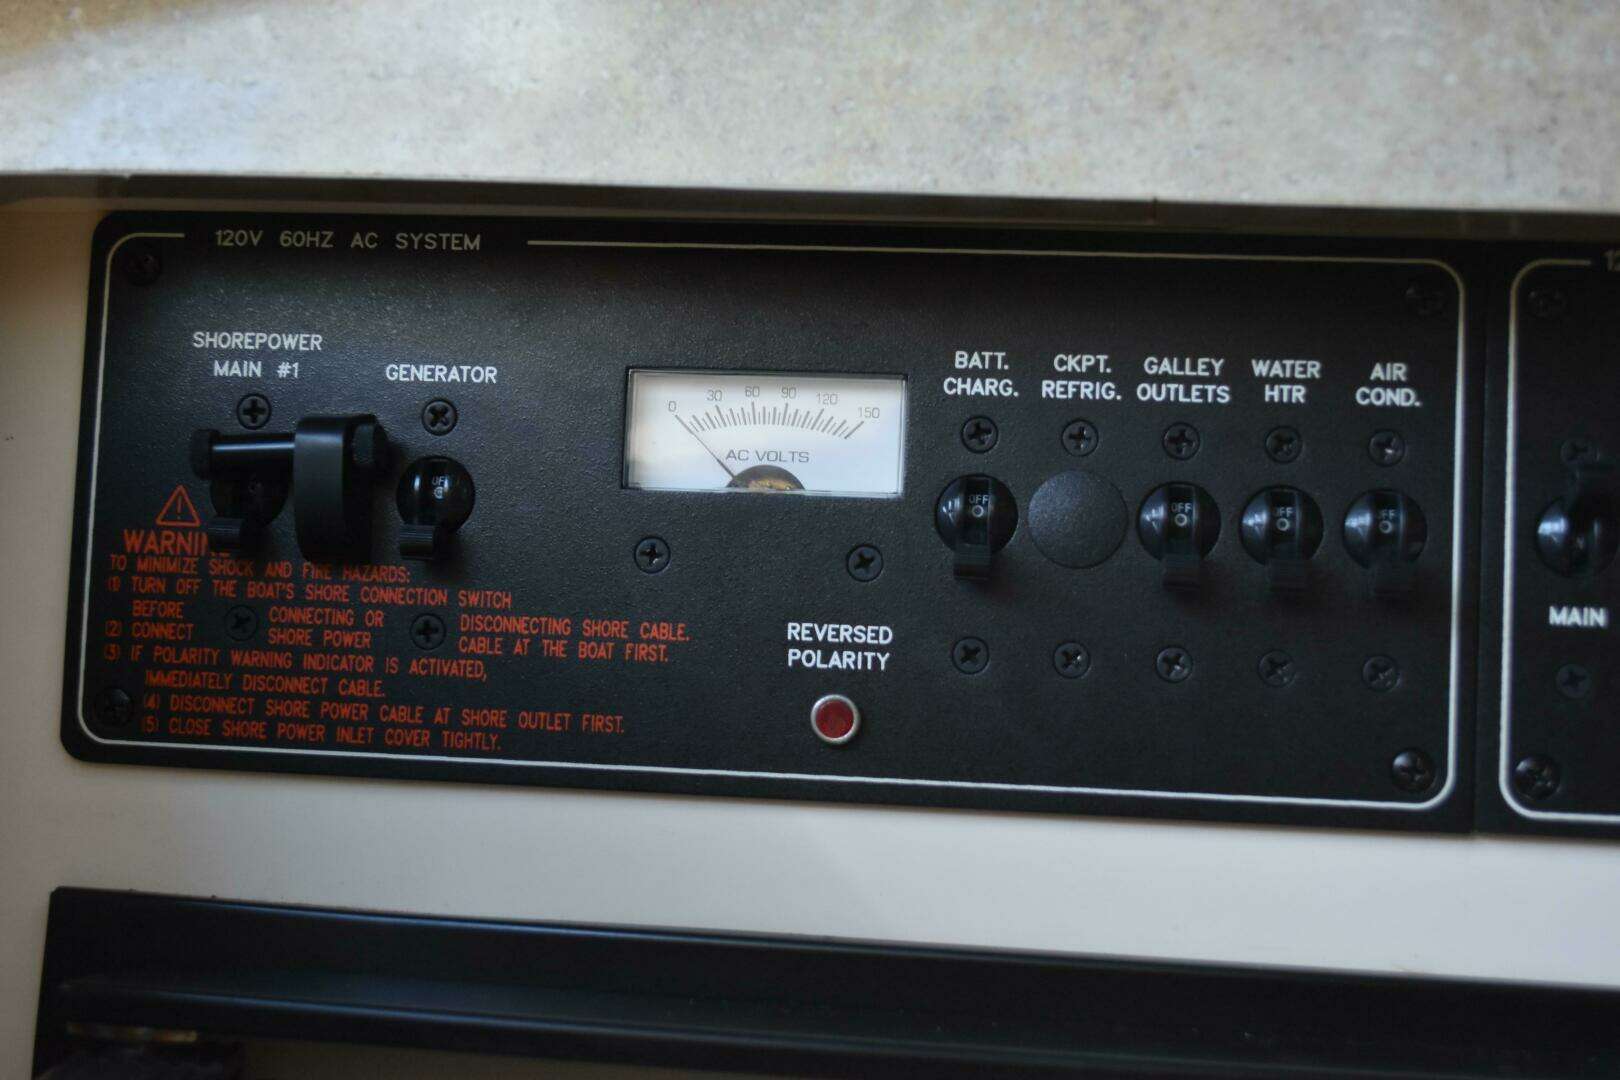 120V 60HZ AC SYSTEM
SHOREPOWER
MAIN #1
GENERATOR
0 30 60 90 120 150
AC VOLTS
BATT.
CHARG.
CKPT.
REFRIG.
GALLEY
OUTLETS
WATER
HTR
AIR
COND.
OFF
OFF
OFF
WARNING
TO MINIMIZE SHOCK AND FIRE HAZARDS:
(1) TURN OFF THE BOAT'S SHORE CONNECTION SWITCH
BEFORE CONNECTING OR DISCONNECTING SHORE CABLE.
(2) CONNECT SHORE POWER CABLE AT THE BOAT FIRST.
(3) IF POLARITY WARNING INDICATOR IS ACTIVATED,
IMMEDIATELY DISCONNECT CABLE.
(4) DISCONNECT SHORE POWER CABLE AT SHORE OUTLET FIRST.
(5) CLOSE SHORE POWER INLET COVER TIGHTLY.
REVERSED
POLARITY
MAIN